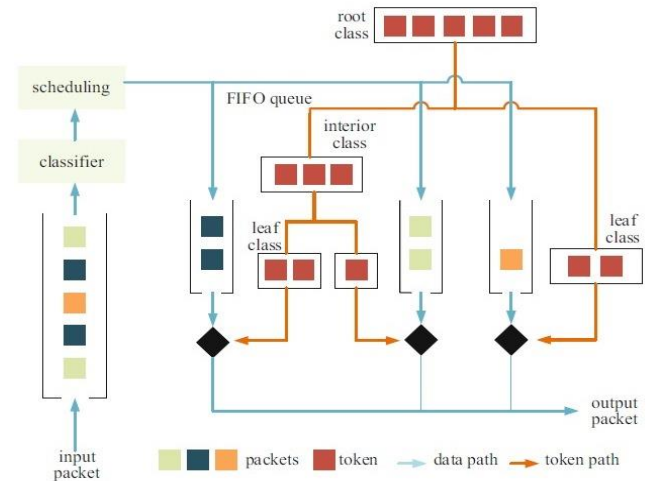 root
class
scheduling
FIFO queue
interior
class
classifier
leaf
class
leaf
class
output
packet
input
packet
packets
token
data path
token path